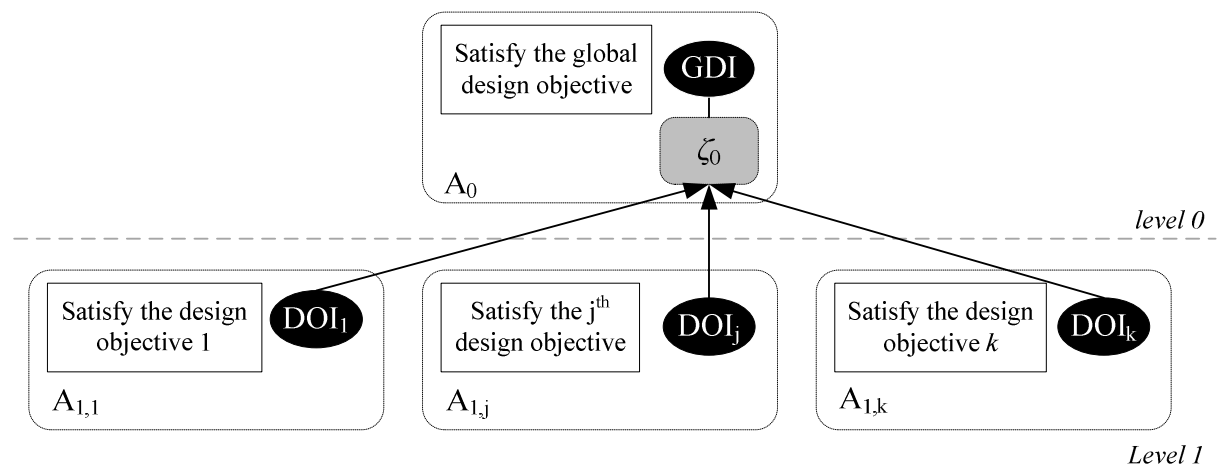 Satisfy the global
design objective
GDI
ζ0
A0
level 0
Satisfy the design
objective 1
DOI1
A1,1
Satisfy the jth
design objective
DOIj
A1,j
Satisfy the design
objective k
DOIk
A1,k
Level 1